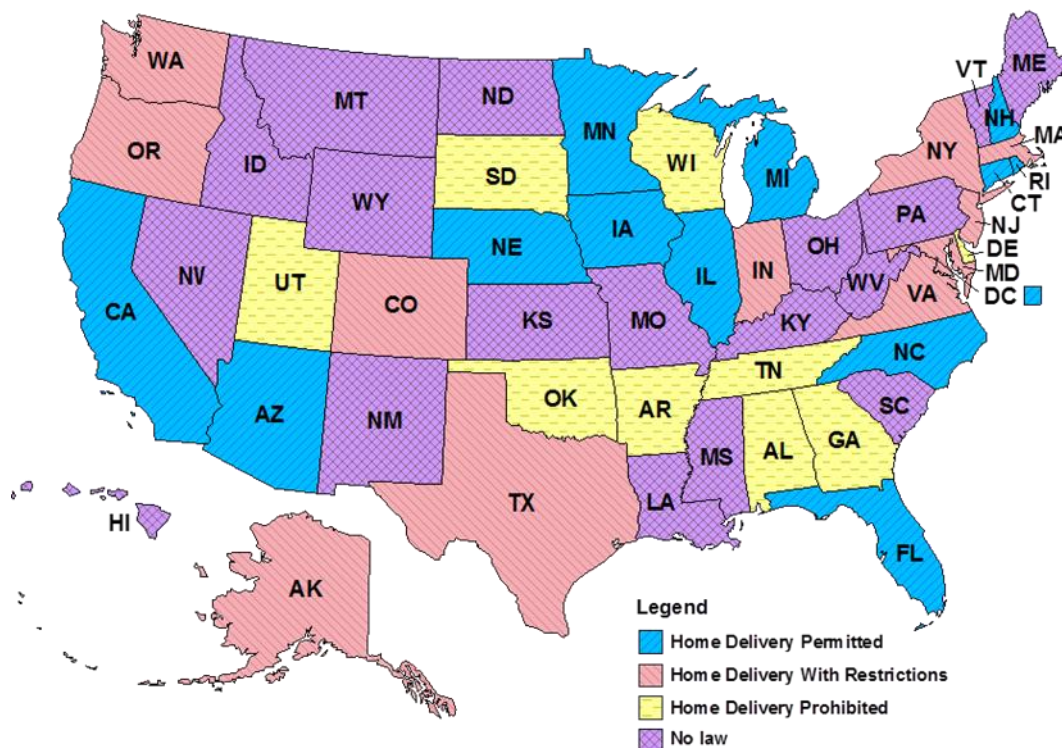 WA
MT
ND
MN
VT
ME
NH
MA
OR
ID
SD
WI
MI
NY
RI
CT
WY
PA
NJ
NE
IA
OH
DE
NV
UT
IL
IN
WV
MD
VA
DC
CA
CO
KS
MO
KY
NC
TN
AZ
NM
OK
AR
SC
MS
AL
GA
TX
LA
HI
FL
AK
Legend
Home Delivery Permitted
Home Delivery With Restrictions
Home Delivery Prohibited
No law